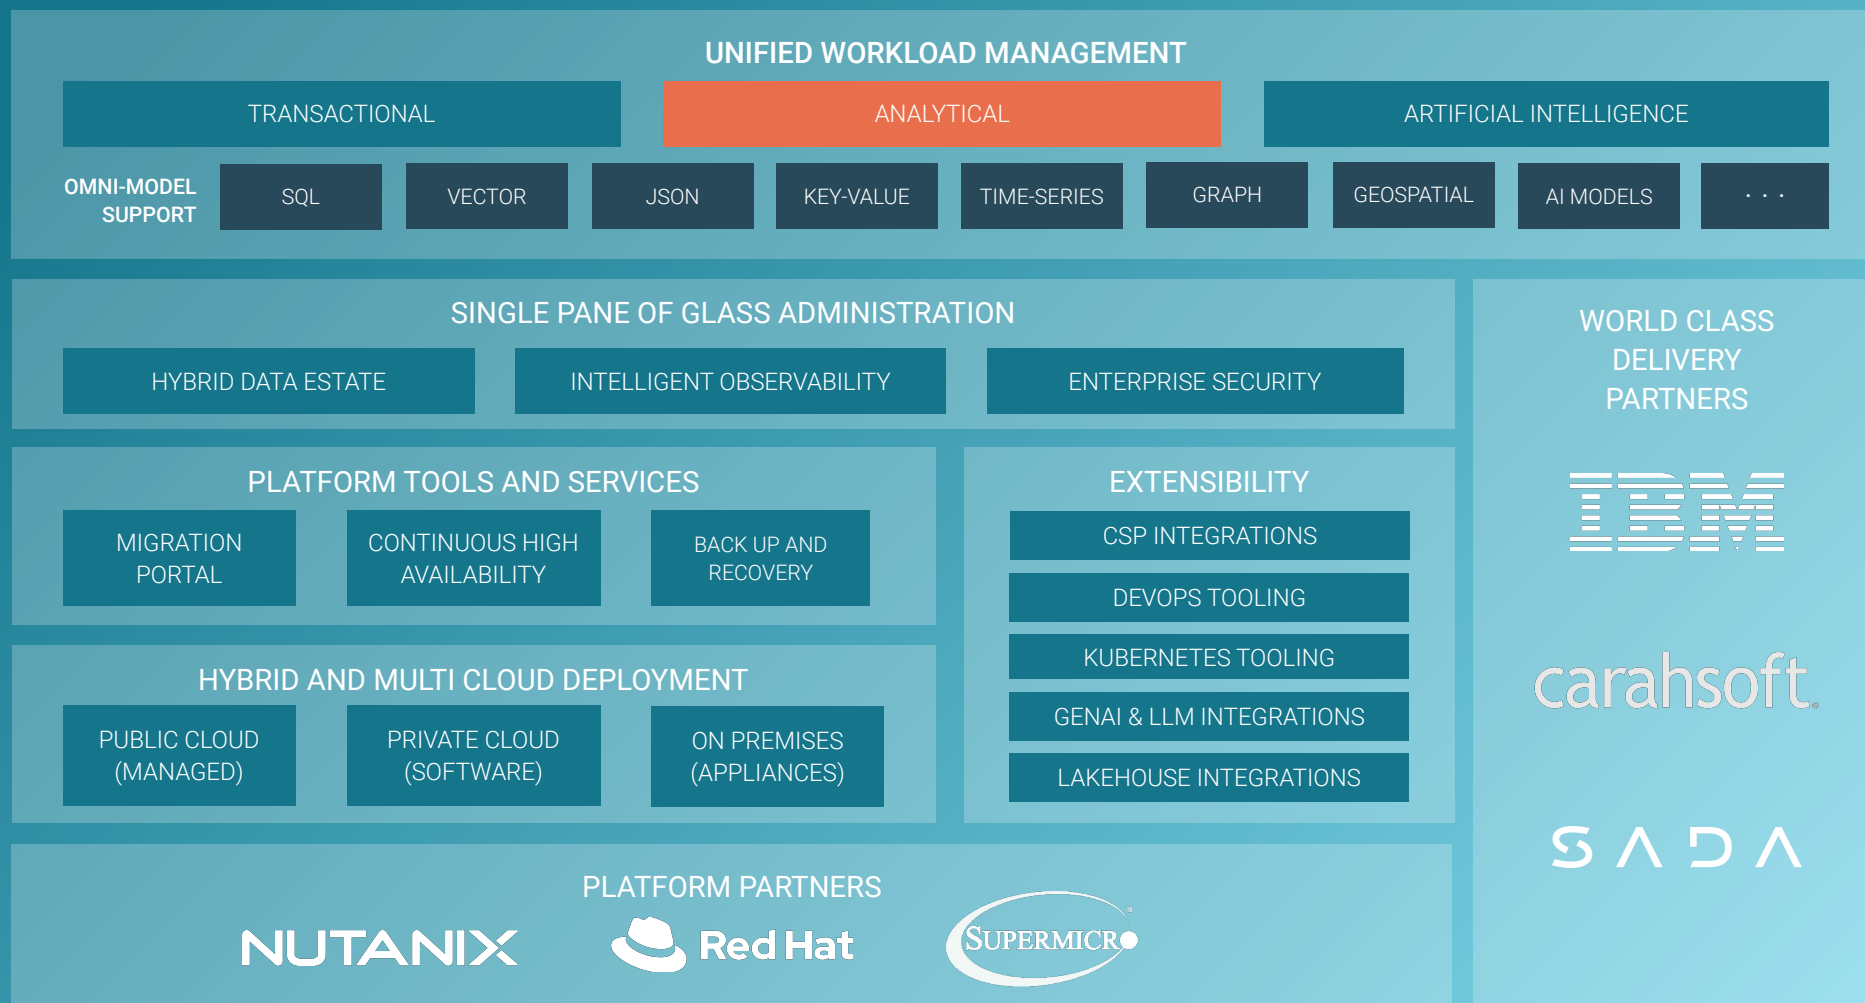 UNIFIED WORKLOAD MANAGEMENT
TRANSACTIONAL
ANALYTICAL
ARTIFICIAL INTELLIGENCE
OMNI-MODEL
SUPPORT
SQL
VECTOR
JSON
KEY-VALUE
TIME-SERIES
GRAPH
GEOSPATIAL
AI MODELS
. . .
SINGLE PANE OF GLASS ADMINISTRATION
HYBRID DATA ESTATE
INTELLIGENT OBSERVABILITY
ENTERPRISE SECURITY
PLATFORM TOOLS AND SERVICES
MIGRATION
PORTAL
CONTINUOUS HIGH
AVAILABILITY
BACK UP AND
RECOVERY
HYBRID AND MULTI CLOUD DEPLOYMENT
PUBLIC CLOUD
(MANAGED)
PRIVATE CLOUD
(SOFTWARE)
ON PREMISES
(APPLIANCES)
EXTENSIBILITY
CSP INTEGRATIONS
DEVOPS TOOLING
KUBERNETES TOOLING
GENAI & LLM INTEGRATIONS
LAKEHOUSE INTEGRATIONS
PLATFORM PARTNERS
NUTANIX
Red Hat
SUPERMICRO®
WORLD CLASS
DELIVERY
PARTNERS
IBM
carahsoft®
SADA